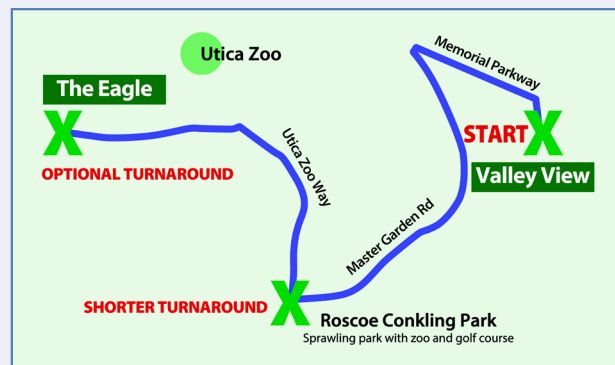 Utica Zoo
Memorial Parkway
The Eagle
X
START
X
OPTIONAL TURNAROUND
Utica Zoo Way
Valley View
Master Garden Rd
SHORTER TURNAROUND
X
Roscoe Conkling Park
Sprawling park with zoo and golf course